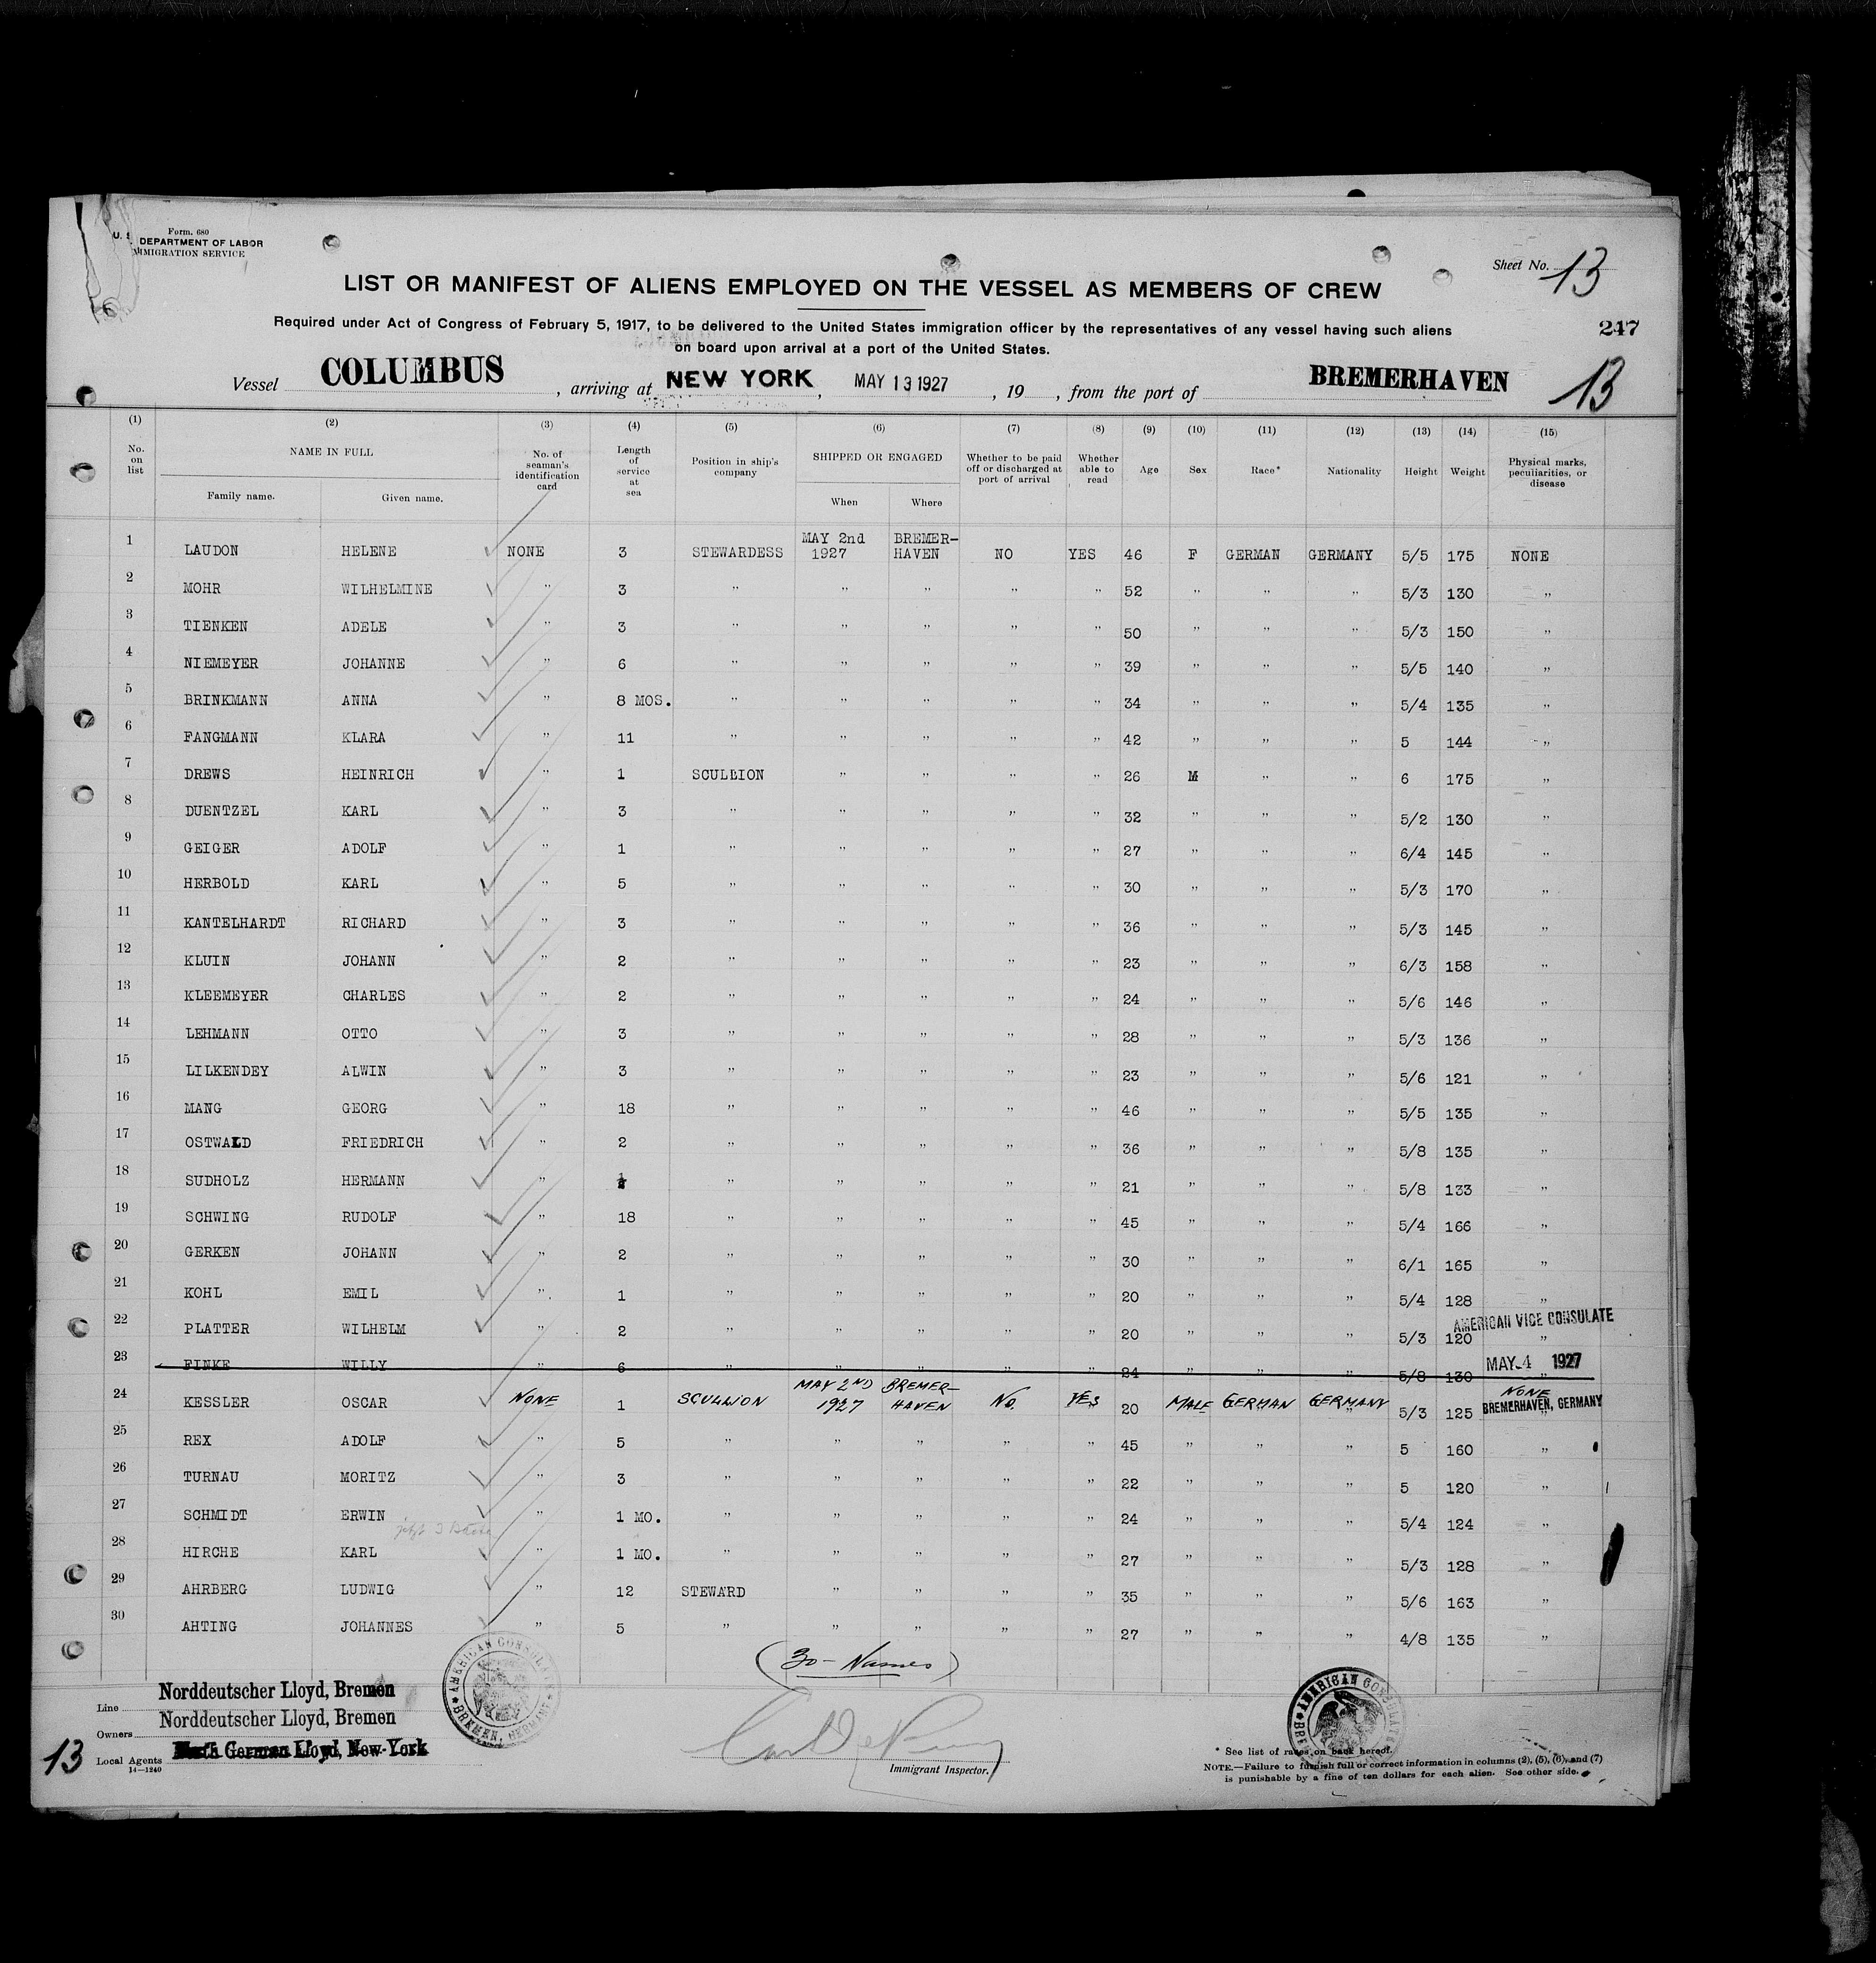 Form. 680
DEPARTMENT OF LABOR
IMMIGRATION SERVICE
Sheet No. 13
LIST OR MANIFEST OF ALIENS EMPLOYED ON THE VESSEL AS MEMBERS OF CREW
Required under Act of Congress of February 5, 1917, to be delivered to the United States immigration officer by the representatives of any vessel having such aliens
on board upon arrival at a port of the United States.
247
Vessel COLUMBUS, arriving at NEW YORK, MAY 13 1927, 19 , from the port of BREMERHAVEN 13
(1) (2) (3) (4) (5) (6) (7) (8) (9) (10) (11) (12) (13) (14) (15)
No. on list
NAME IN FULL
Family name. Given name.
No. of seaman's identification card
Length of service at sea
Position in ship's company
SHIPPED OR ENGAGED
When Where
Whether to be paid off or discharged at port of arrival
Whether able to read
Age
Sex
Race*
Nationality
Height
Weight
Physical marks, peculiarities, or disease
1 LAUDON HELENE NONE 3 STEWARDESS MAY 2nd 1927 BREMER-HAVEN NO YES 46 F GERMAN GERMANY 5/5 175 NONE
2 MOHR WILHELMINE " 3 " " " " " 52 " " " 5/3 130 "
3 TIENKEN ADELE " 3 " " " " " 50 " " " 5/3 150 "
4 NIEMEYER JOHANNE " 6 " " " " " 39 " " " 5/5 140 "
5 BRINKMANN ANNA " 8 MOS. " " " " " 34 " " " 5/4 135 "
6 FANGMANN KLARA " 11 " " " " " 42 " " " 5 144 "
7 DREWS HEINRICH " 1 SCULLION " " " " 26 M " " 6 175 "
8 DUENTZEL KARL " 3 " " " " " 32 " " " 5/2 130 "
9 GEIGER ADOLF " 1 " " " " " 27 " " " 6/4 145 "
10 HERBOLD KARL " 5 " " " " " 30 " " " 5/3 170 "
11 KANTELHARDT RICHARD " 3 " " " " " 36 " " " 5/3 145 "
12 KLUIN JOHANN " 2 " " " " " 23 " " " 6/3 158 "
13 KLEEMEYER CHARLES " 2 " " " " " 24 " " " 5/6 146 "
14 LEHMANN OTTO " 3 " " " " " 28 " " " 5/3 136 "
15 LILKENDEY ALWIN " 3 " " " " " 23 " " " 5/6 121 "
16 MANG GEORG " 18 " " " " " 46 " " " 5/5 135 "
17 OSTWALD FRIEDRICH " 2 " " " " " 36 " " " 5/8 135 "
18 SUDHOLZ HERMANN " " " " " " 21 " " " 5/8 133 "
19 SCHWING RUDOLF " 18 " " " " " 45 " " " 5/4 166 "
20 GERKEN JOHANN " 2 " " " " " 30 " " " 6/1 165 "
21 KOHL EMIL " 1 " " " " " 20 " " " 5/4 128 "
AMERICAN VICE CONSULATE
22 PLATTER WILHELM " 2 " " " " " 20 " " " 5/3 120 "
23 FINKE WILLY " 6 " " " " " 24 " " " 5/8 130 "
MAY 4 1927
24 KESSLER OSCAR NONE 1 SCULLION MAY 2ND 1927 BREMER-HAVEN NO. YES 20 MALE GERMAN GERMANY 5/3 125 NONE
BREMERHAVEN, GERMANY
25 REX ADOLF " 5 " " " " " 45 " " " 5 160 "
26 TURNAU MORITZ " 3 " " " " " 22 " " " 5 120 "
27 SCHMIDT ERWIN " 1 MO. " " " " " 24 " " " 5/4 124 "
28 HIRCHE KARL " 1 MO. " " " " " 27 " " " 5/3 128 "
29 AHRBERG LUDWIG " 12 STEWARD " " " " 35 " " " 5/6 163 "
30 AHTING JOHANNES " 5 " " " " " 27 " " " 4/8 135 "
(30 - Names)
AMERICAN CONSULATE BREMEN, GERMANY
AMERICAN CONSULATE
Line Norddeutscher Lloyd, Bremen
Owners Norddeutscher Lloyd, Bremen
13 Local Agents North German Lloyd, New-York
14-1240
Immigrant Inspector.
* See list of races on back hereof.
NOTE.—Failure to furnish full or correct information in columns (2), (5), (6), and (7)
is punishable by a fine of ten dollars for each alien. See other side.